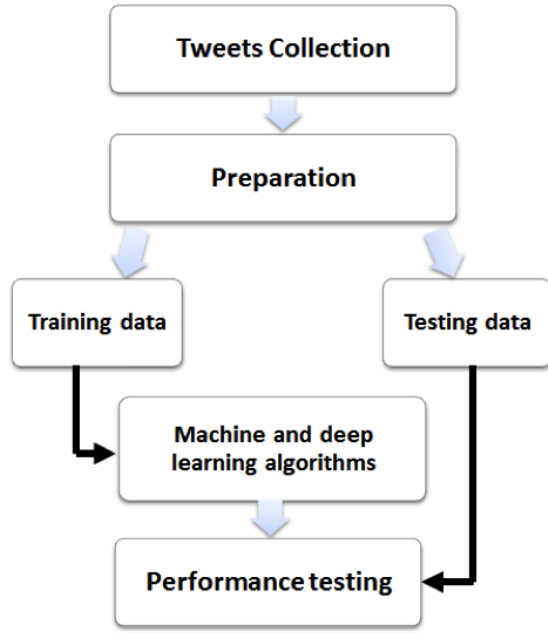 Tweets Collection
Preparation
Training data
Testing data
Machine and deep
learning algorithms
Performance testing